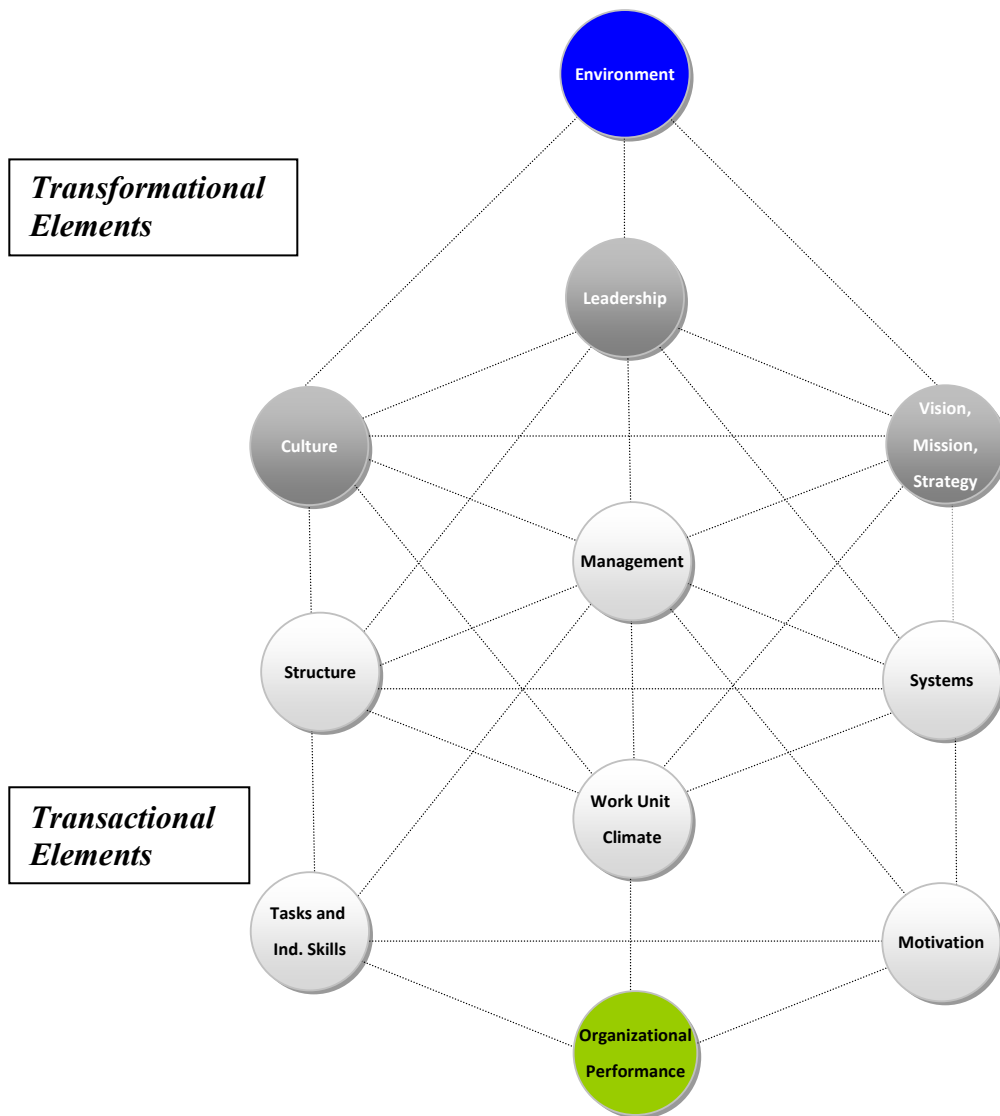 Environment
Transformational
Elements
Leadership
Culture
Vision,
Mission,
Strategy
Management
Structure
Systems
Transactional
Elements
Work Unit
Climate
Tasks and
Ind. Skills
Motivation
Organizational
Performance